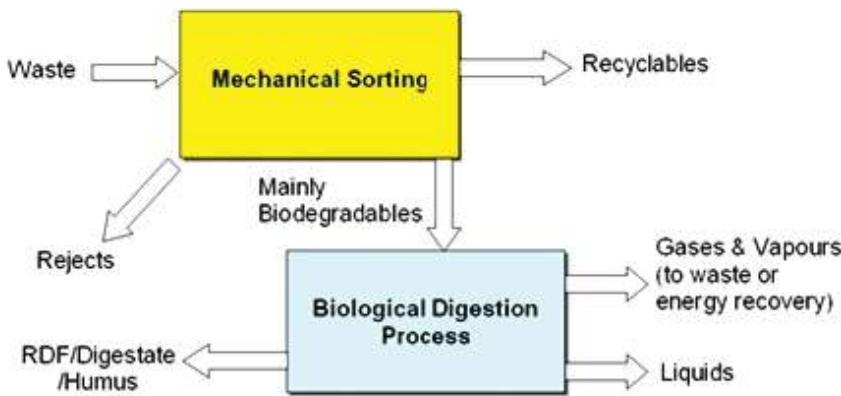 Waste
Mechanical Sorting
Recyclables
Mainly
Biodegradables
Rejects
Gases & Vapours
(to waste or
energy recovery)
Biological Digestion
Process
RDF/Digestate
/Humus
Liquids